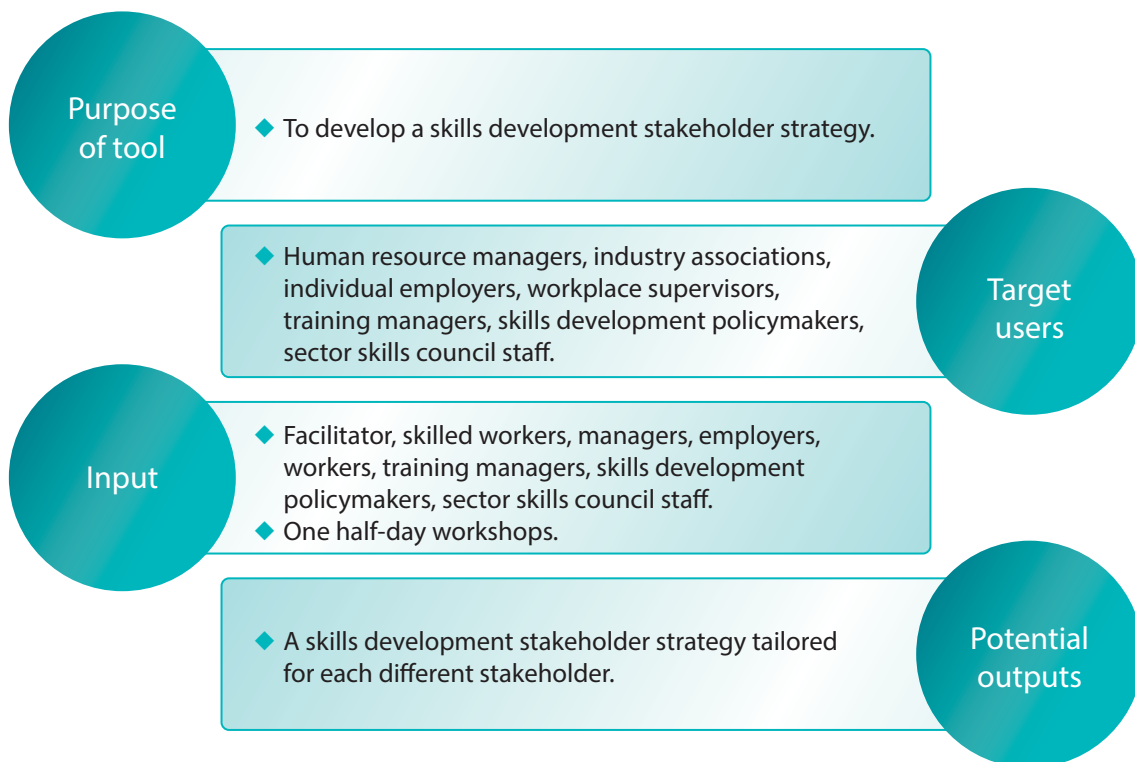 Purpose
of tool
◆ To develop a skills development stakeholder strategy.
◆ Human resource managers, industry associations,
individual employers, workplace supervisors,
training managers, skills development policymakers,
sector skills council staff.
Target
users
Input
◆ Facilitator, skilled workers, managers, employers,
workers, training managers, skills development
policymakers, sector skills council staff.
◆ One half-day workshops.
◆ A skills development stakeholder strategy tailored
for each different stakeholder.
Potential
outputs